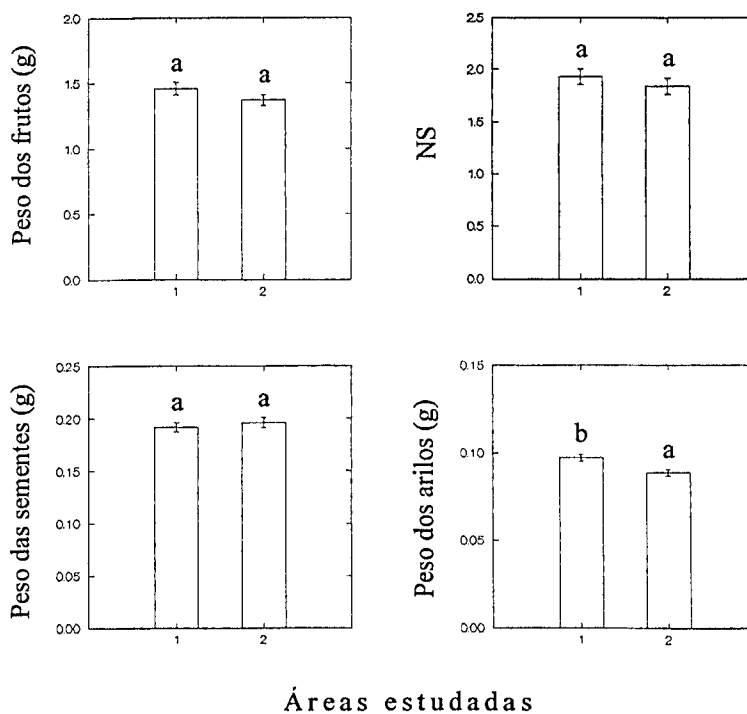 Peso dos frutos (g)
2.0
1.5
1.0
0.5
0.0
a
a
1
2
NS
2.5
2.0
1.5
1.0
0.5
0.0
a
a
1
2
Peso das sementes (g)
0.25
0.20
0.15
0.10
0.05
0.00
a
a
1
2
Peso dos arilos (g)
0.15
0.10
0.05
0.00
b
a
1
2
Áreas estudadas